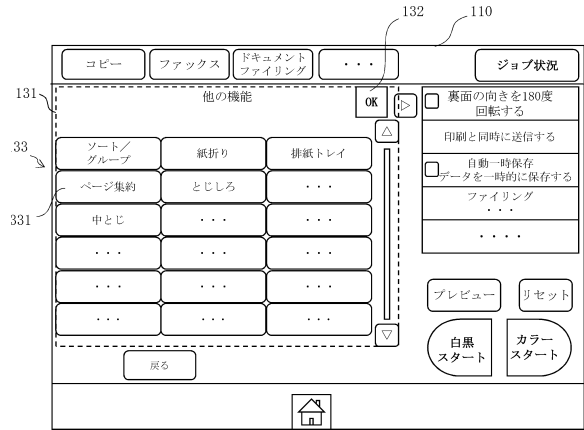 132
110
コピー
ファックス
ドキュメント
ファイリング
・・・
ジョブ状況
131
他の機能
OK
▷
裏面の向きを180度
回転する
△
印刷と同時に送信する
33
ソート／
グループ
紙折り
排紙トレイ
自動一時保存
データを一時的に保存する
ページ集約
とじしろ
・・・
ファイリング
・・・
331
中とじ
・・・
・・・
・・・・
・・・
・・・
・・・
・・・
・・・
・・・
プレビュー
リセット
・・・
・・・
・・・
▽
白黒
スタート
カラー
スタート
戻る